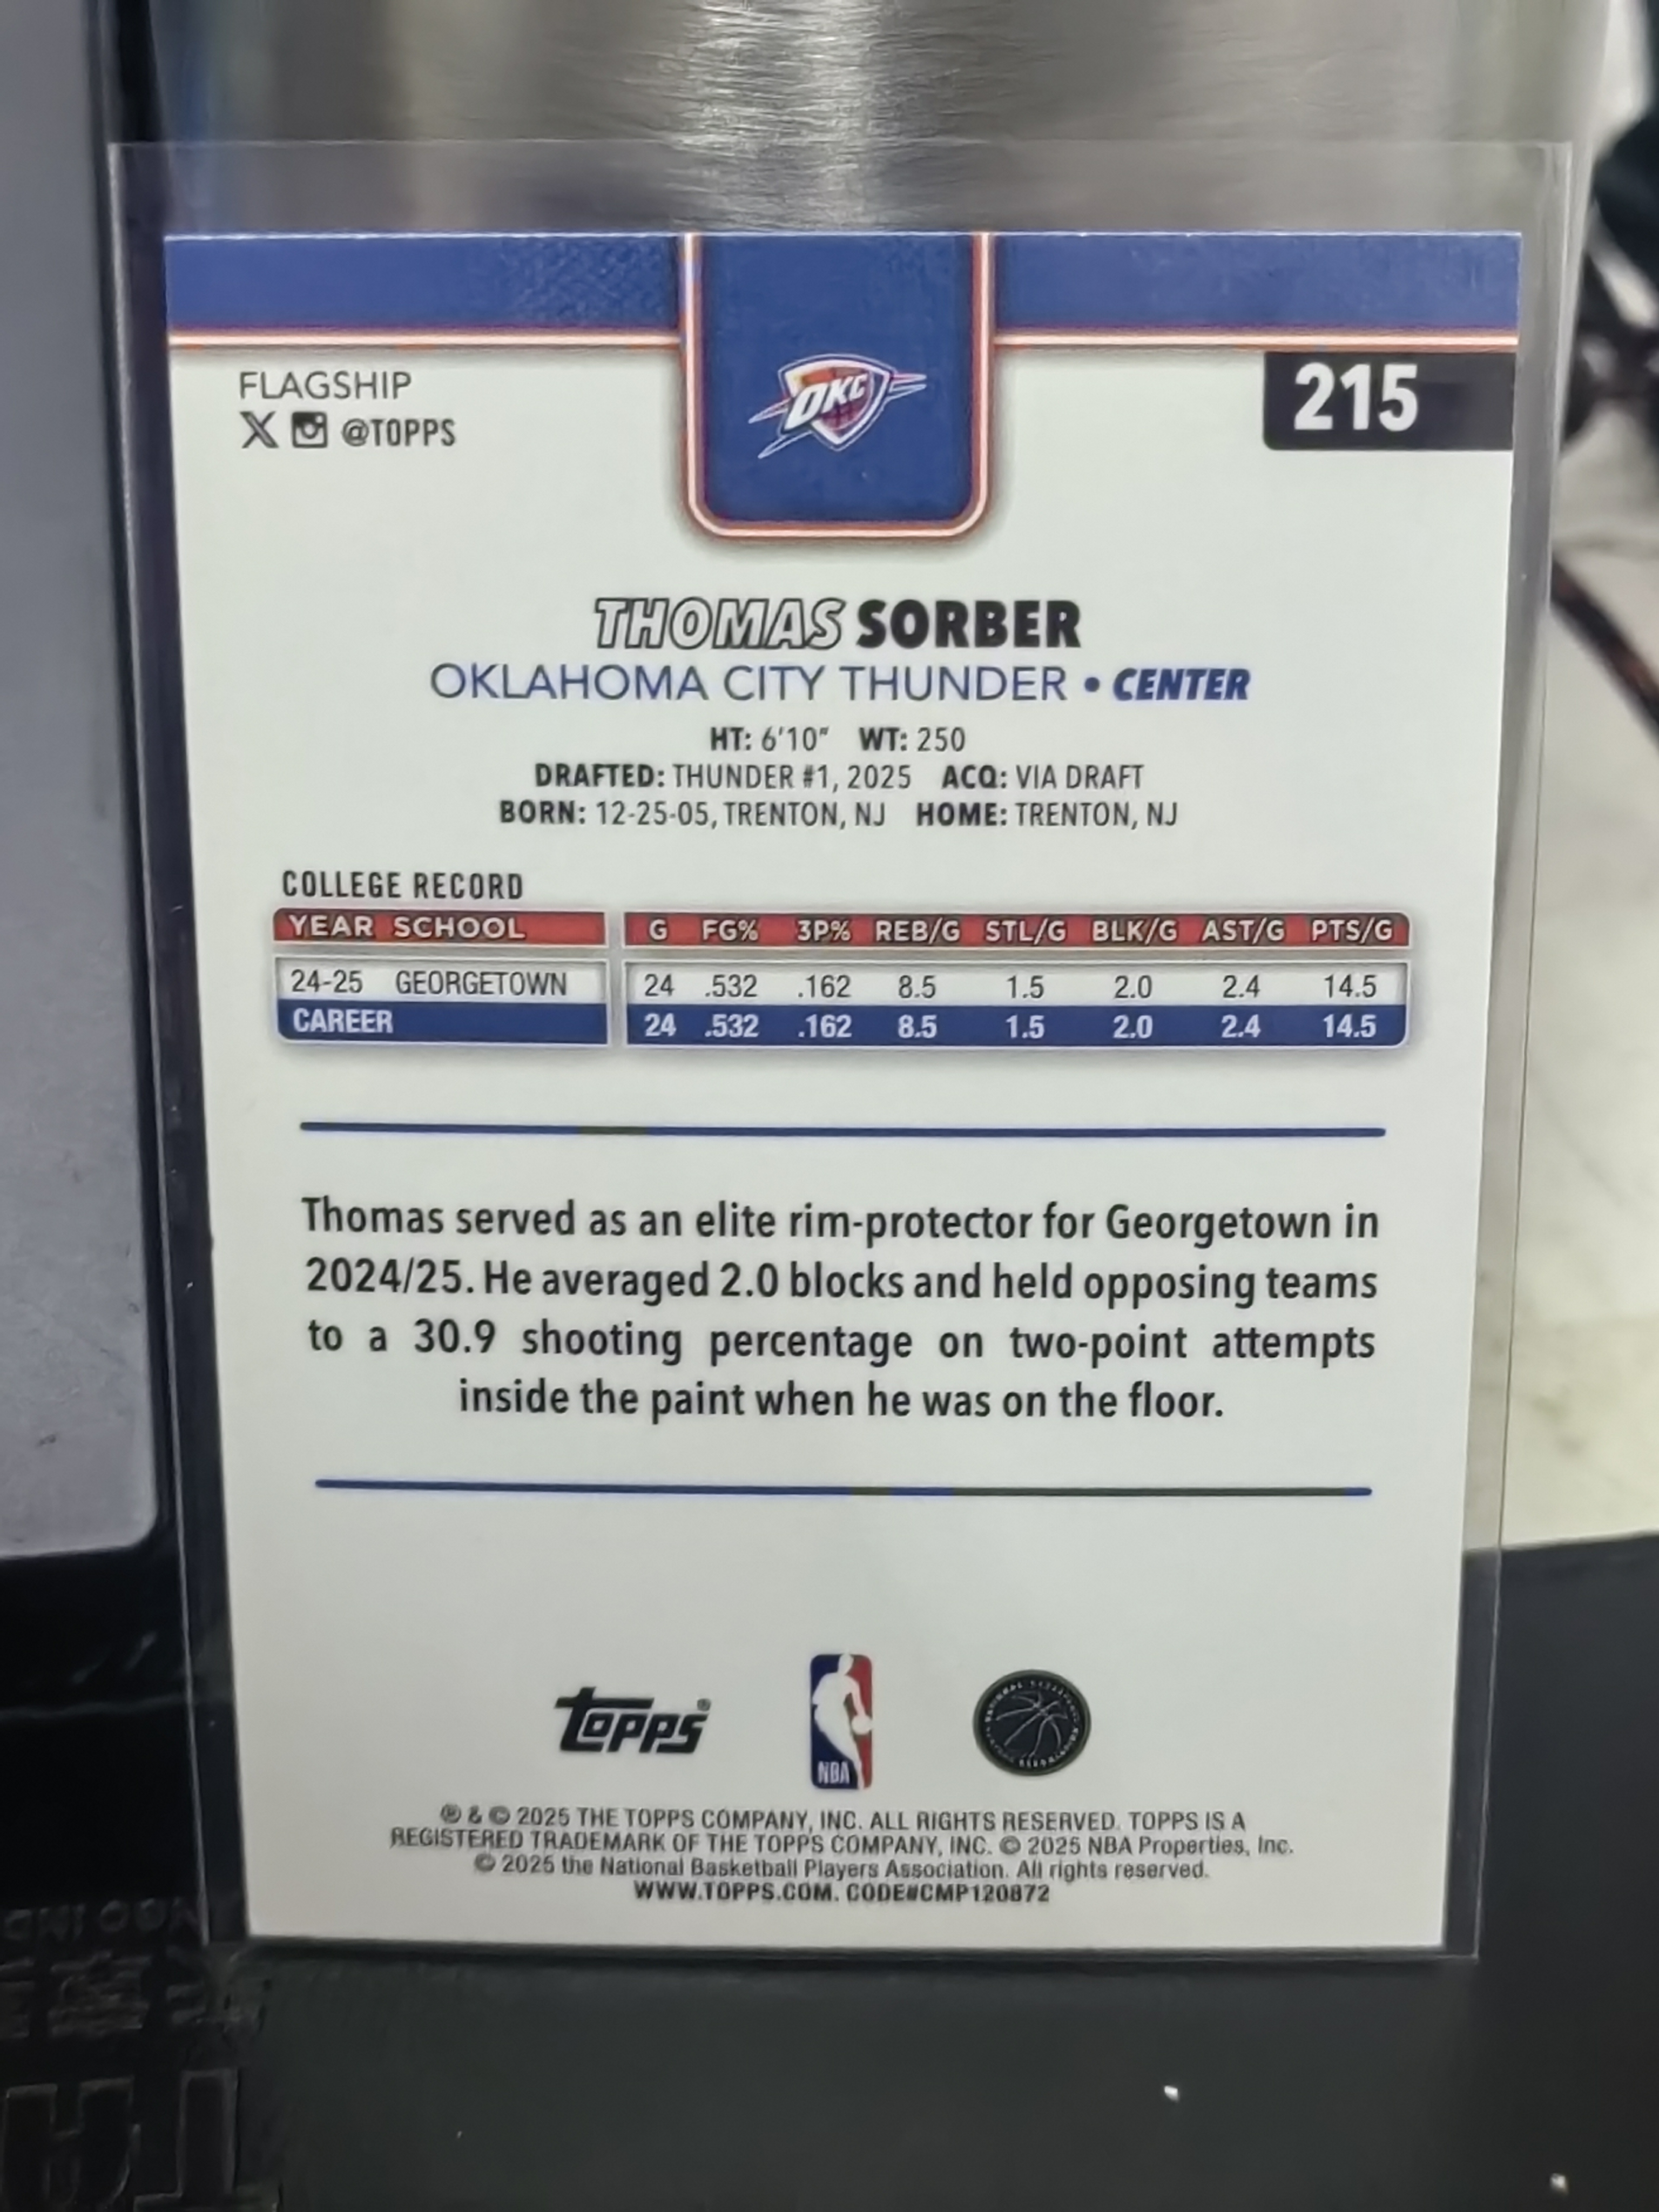 OKC
FLAGSHIP
215
X @TOPPS
THOMAS SORBER
OKLAHOMA CITY THUNDER • CENTER
HT: 6'10" WT: 250
DRAFTED: THUNDER #1, 2025 ACQ: VIA DRAFT
BORN: 12-25-05, TRENTON, NJ HOME: TRENTON, NJ
COLLEGE RECORD
YEAR SCHOOL G FG% 3P% REB/G STL/G BLK/G AST/G PTS/G
24-25 GEORGETOWN 24 .532 .162 8.5 1.5 2.0 2.4 14.5
CAREER 24 .532 .162 8.5 1.5 2.0 2.4 14.5
Thomas served as an elite rim-protector for Georgetown in
2024/25. He averaged 2.0 blocks and held opposing teams
to a 30.9 shooting percentage on two-point attempts
inside the paint when he was on the floor.
Topps®
NBA
® & © 2025 THE TOPPS COMPANY, INC. ALL RIGHTS RESERVED. TOPPS IS A
REGISTERED TRADEMARK OF THE TOPPS COMPANY, INC. © 2025 NBA Properties, Inc.
© 2025 the National Basketball Players Association. All rights reserved.
WWW.TOPPS.COM. CODE#CMP120872